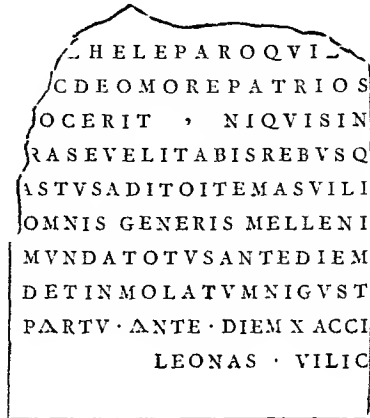 HELEPAROQVI
CDEOMOREPATRIOS
OCERIT , NIQVISIN
RASEVELITABISREBVSQ
ASTVSADITOITEMASVILI
OMNIS GENERIS MELLENI
MVNDATOTVSANTEDIEM
DETINMOLATVMNIGVST
PARTV · ANTE · DIEM X ACCI
LEONAS · VILIC